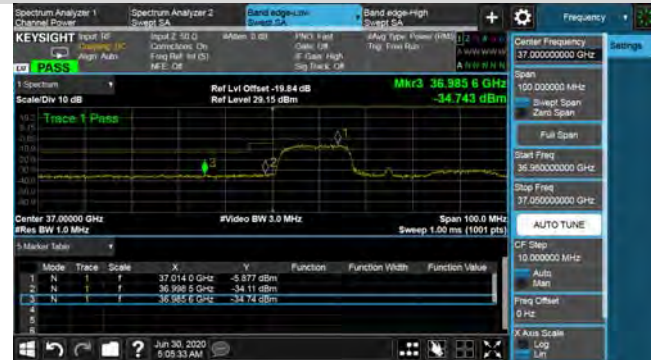 Spectrum Analyzer 1
Channel Power
Spectrum Analyzer 2
Swept SA
Band edge-Low
Swept SA
Band edge-High
Swept SA
+
Frequency
KEYSIGHT
Input: RF
Coupling: DC
Align: Auto
Input Z: 50 Ω
Corrections: On
Freq Ref: Int (S)
NFE: Off
#Atten: 0 dB
PNO: Fast
Gate: Off
IF Gain: High
Sig Track: Off
#Avg Type: Power (RMS)
Trig: Free Run
PASS
1 Spectrum
Scale/Div 10 dB
Ref Lvl Offset -19.84 dB
Ref Level 29.15 dBm
Mkr3 36.985 6 GHz
-34.743 dBm
Trace 1 Pass
1
2
3
Center 37.00000 GHz
#Res BW 1.0 MHz
#Video BW 3.0 MHz
Span 100.0 MHz
Sweep 1.00 ms (1001 pts)
5 Marker Table
Mode Trace Scale X Y Function Function Width Function Value
1 N 1 f 37.014 0 GHz -5.877 dBm
2 N 1 f 36.998 5 GHz -34.11 dBm
3 N 1 f 36.985 6 GHz -34.74 dBm
4
5
6
Jun 30, 2020
5:05:33 AM
Center Frequency
37.000000000 GHz
Settings
Span
100.000000 MHz
Swept Span
Zero Span
Full Span
Start Freq
36.950000000 GHz
Stop Freq
37.050000000 GHz
AUTO TUNE
CF Step
10.000000 MHz
Auto
Man
Freq Offset
0 Hz
X Axis Scale
Log
Lin